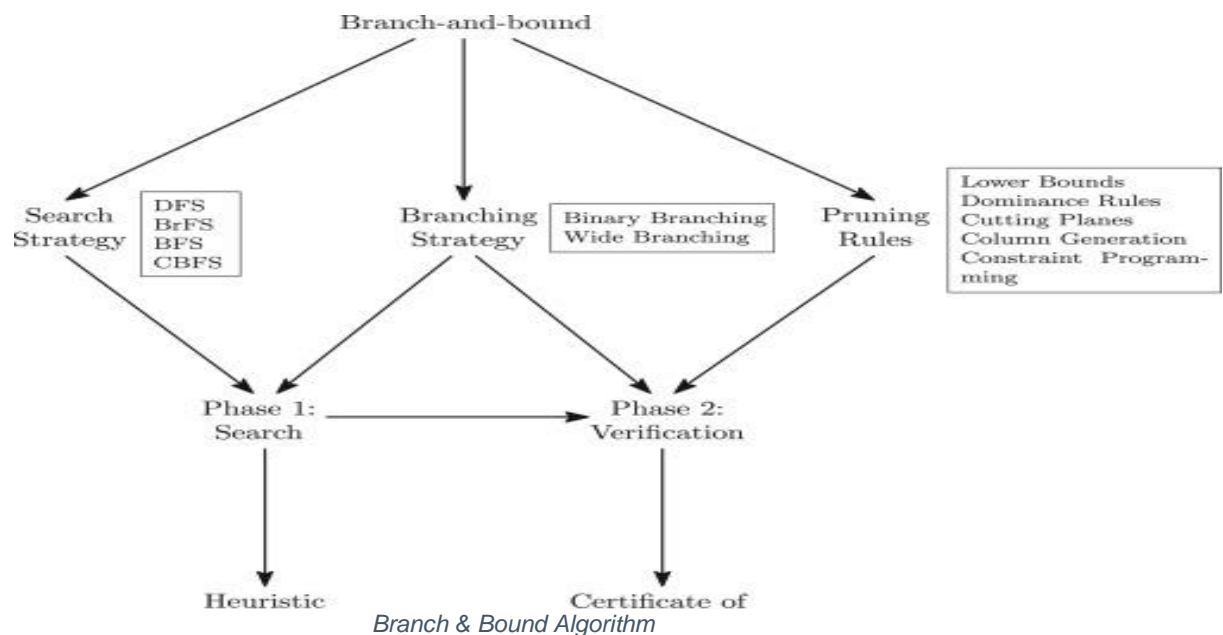 Branch-and-bound
Search
Strategy
DFS
BrFS
BFS
CBFS
Branching
Strategy
Binary Branching
Wide Branching
Pruning
Rules
Lower Bounds
Dominance Rules
Cutting Planes
Column Generation
Constraint Program-
ming
Phase 1:
Search
Phase 2:
Verification
Heuristic
Certificate of
Branch & Bound Algorithm